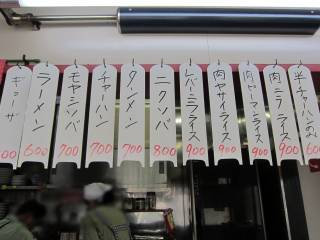 ギョーザ
ラーメン 600
モヤシソバ 700
チャーハン 700
タンメン 700
ニクソバ 800
レバーニラライス 900
肉ヤサイライス 900
肉ピーマンライス 900
肉ニラライス 900
半チャーハン